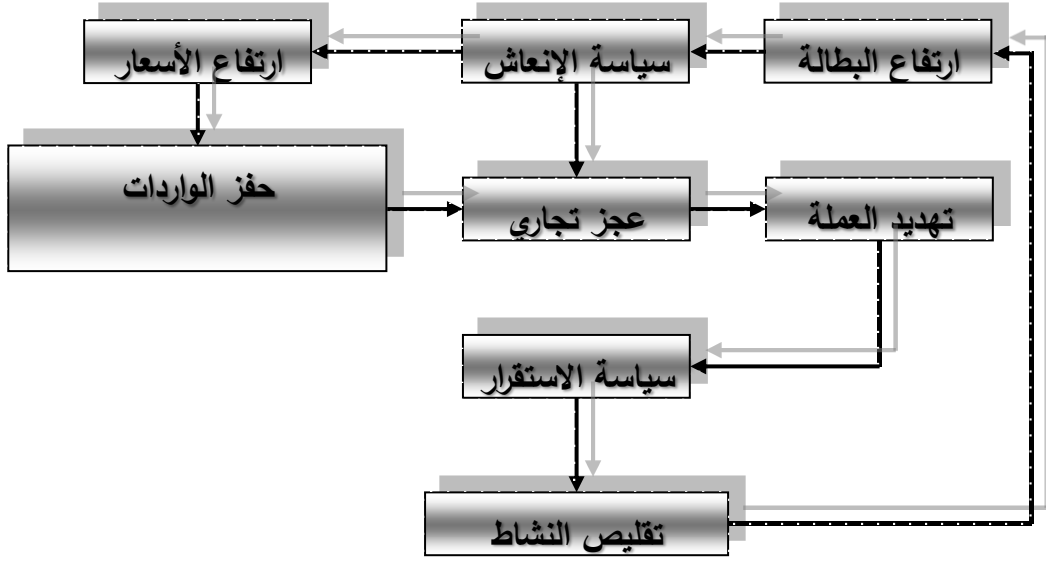 ارتفاع البطالة
سياسة الإنعاش
ارتفاع الأسعار
حفز الواردات
عجز تجاري
تهديد العملة
سياسة الاستقرار
تقليص النشاط